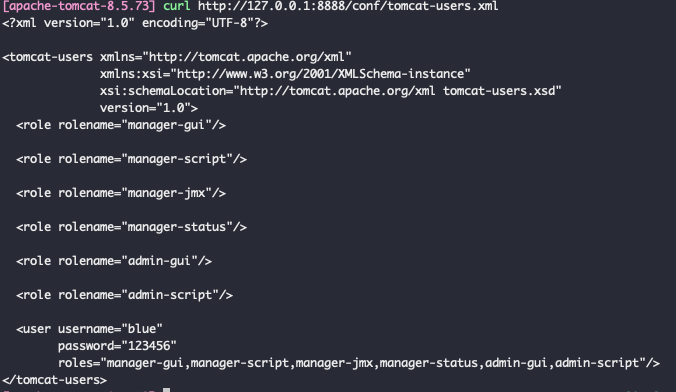 [apache-tomcat-8.5.73] curl http://127.0.0.1:8888/conf/tomcat-users.xml
<?xml version="1.0" encoding="UTF-8"?>
<tomcat-users xmlns="http://tomcat.apache.org/xml"
xmlns:xsi="http://www.w3.org/2001/XMLSchema-instance"
xsi:schemaLocation="http://tomcat.apache.org/xml tomcat-users.xsd"
version="1.0">
<role rolename="manager-gui"/>
<role rolename="manager-script"/>
<role rolename="manager-jmx"/>
<role rolename="manager-status"/>
<role rolename="admin-gui"/>
<role rolename="admin-script"/>
<user username="blue"
password="123456"
roles="manager-gui,manager-script,manager-jmx,manager-status,admin-gui,admin-script"/>
</tomcat-users>